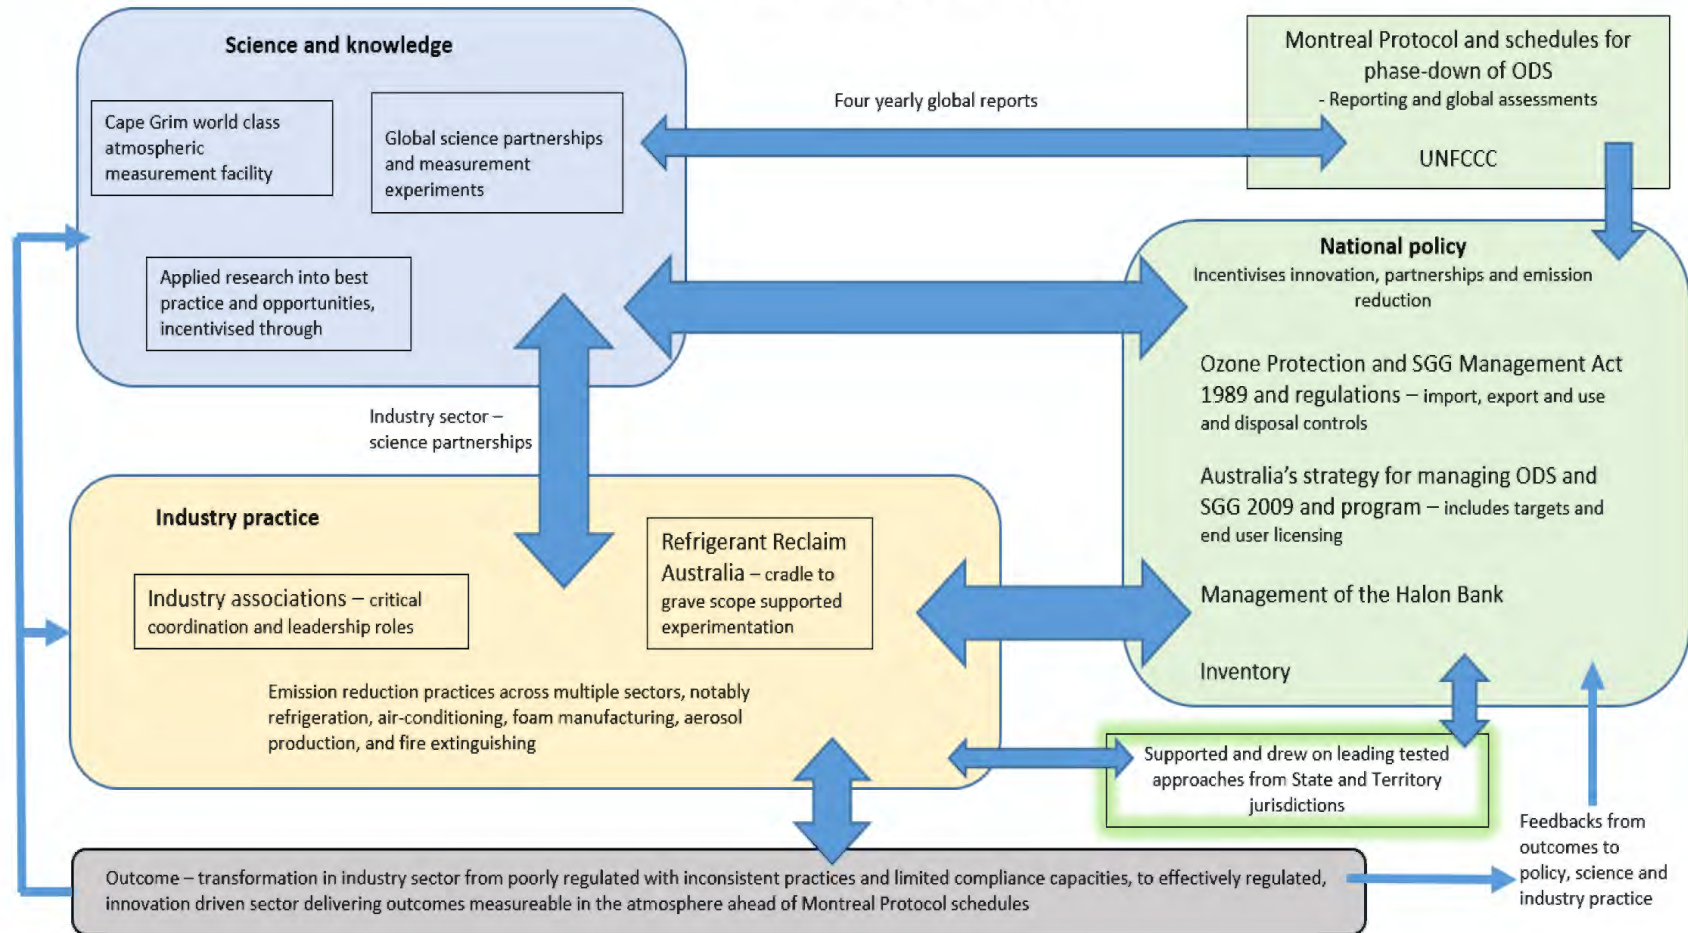 Science and knowledge
Cape Grim world class
atmospheric
measurement facility
Global science partnerships
and measurement
experiments
Applied research into best
practice and opportunities,
incentivised through
Four yearly global reports
Montreal Protocol and schedules for
phase-down of ODS
- Reporting and global assessments
UNFCCC
National policy
Incentivises innovation, partnerships and emission
reduction
Ozone Protection and SGG Management Act
1989 and regulations – import, export and use
and disposal controls
Australia's strategy for managing ODS and
SGG 2009 and program – includes targets and
end user licensing
Management of the Halon Bank
Inventory
Industry sector –
science partnerships
Industry practice
Industry associations – critical
coordination and leadership roles
Refrigerant Reclaim
Australia – cradle to
grave scope supported
experimentation
Emission reduction practices across multiple sectors, notably
refrigeration, air-conditioning, foam manufacturing, aerosol
production, and fire extinguishing
Supported and drew on leading tested
approaches from State and Territory
jurisdictions
Feedbacks from
outcomes to
policy, science and
industry practice
Outcome – transformation in industry sector from poorly regulated with inconsistent practices and limited compliance capacities, to effectively regulated,
innovation driven sector delivering outcomes measureable in the atmosphere ahead of Montreal Protocol schedules